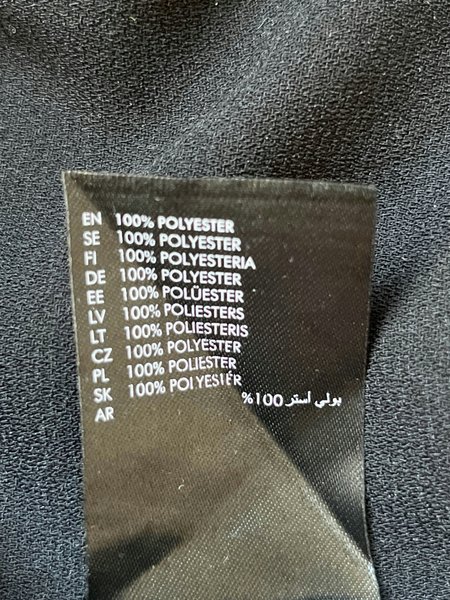 EN 100% POLYESTER
SE 100% POLYESTER
FI 100% POLYESTERIA
DE 100% POLYESTER
EE 100% POLÜESTER
LV 100% POLIESTERS
LT 100% POLIESTERIS
CZ 100% POLYESTER
PL 100% POLIESTER
SK 100% POLYESTER
AR بولي استر 100%